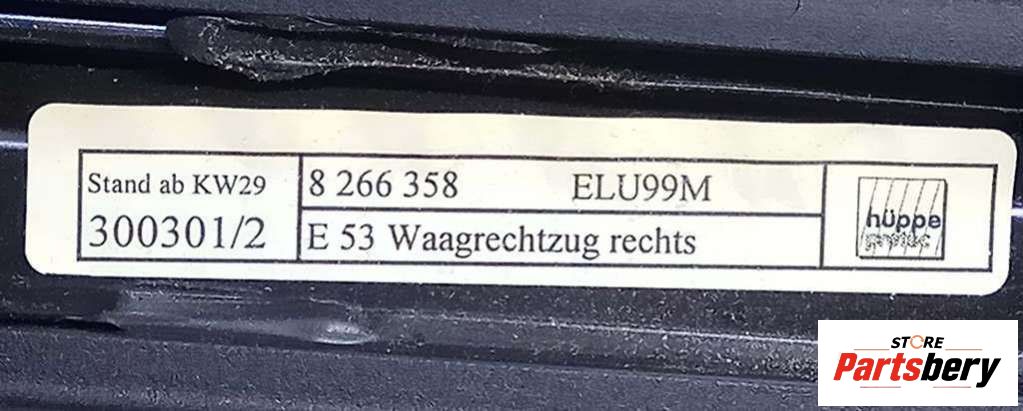 Stand ab KW29
300301/2
8 266 358 ELU99M
E 53 Waagrechtzug rechts
hüppe
STORE
Partsbery